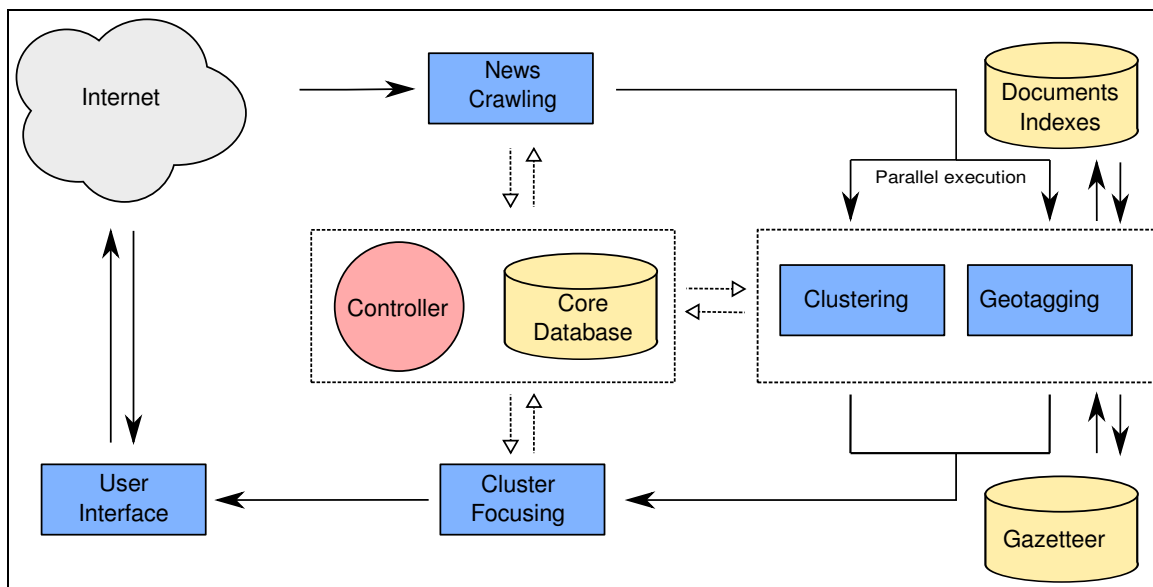 Internet
News
Crawling
Documents
Indexes
Parallel execution
Controller
Core
Database
Clustering
Geotagging
User
Interface
Cluster
Focusing
Gazetteer